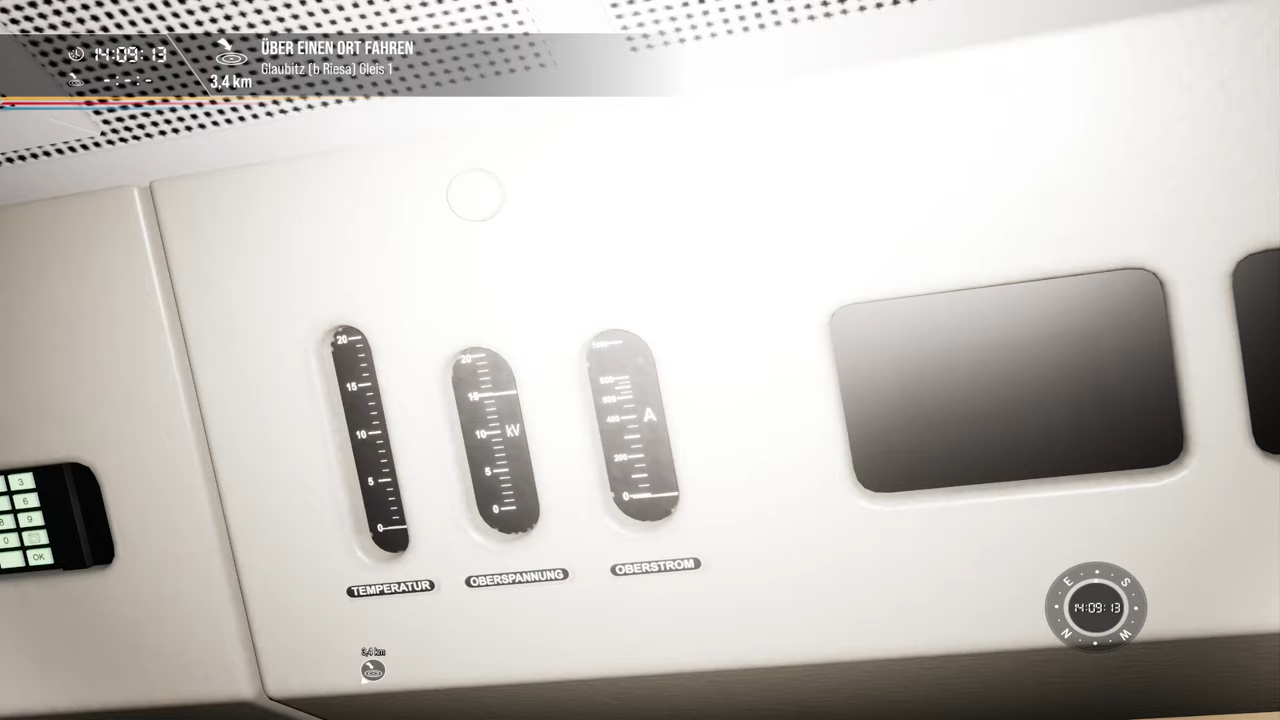 14:09:13
ÜBER EINEN ORT FAHREN
Glaubitz (b Riesa) Gleis 1
--:--:--
3,4 km
20
15
10
5
0
TEMPERATUR
20
15
10
kV
5
0
OBERSPANNUNG
A
200
0
OBERSTROM
3
6
9
0
OK
3,4 km
E
S
14:09:13
N
W